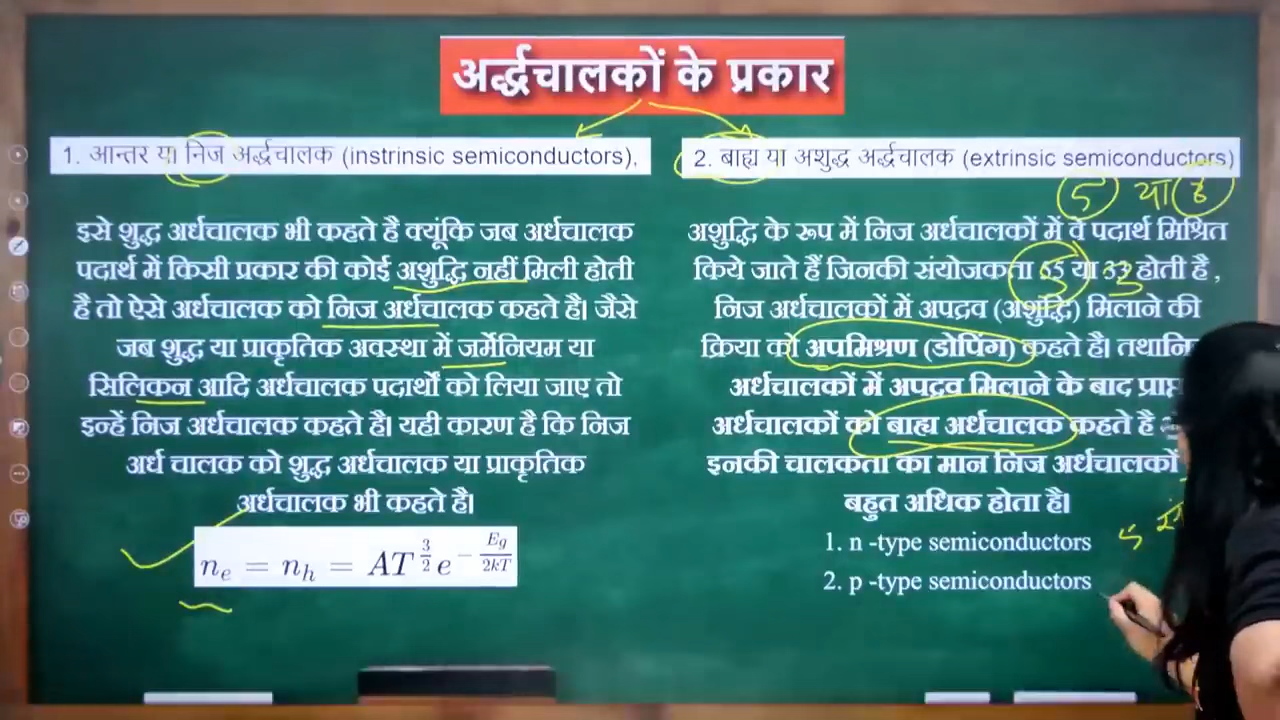 अर्द्धचालकों के प्रकार
1. आन्तर या निज अर्द्धचालक (instrinsic semiconductors),
इसे शुद्ध अर्धचालक भी कहते है क्यूंकि जब अर्धचालक
पदार्थ में किसी प्रकार की कोई अशुद्धि नहीं मिली होती
है तो ऐसे अर्धचालक को निज अर्धचालक कहते है। जैसे
जब शुद्ध या प्राकृतिक अवस्था में जर्मेनियम या
सिलिकन आदि अर्धचालक पदार्थों को लिया जाए तो
इन्हें निज अर्धचालक कहते है। यही कारण है कि निज
अर्ध चालक को शुद्ध अर्धचालक या प्राकृतिक
अर्धचालक भी कहते है।
n_e = n_h = AT^{3/2} e^{-Eg/2kT}
2. बाह्य या अशुद्ध अर्द्धचालक (extrinsic semiconductors)
5 या
अशुद्धि के रूप में निज अर्धचालकों में वे पदार्थ मिश्रित
किये जाते हैं जिनकी संयोजकता या होती है ,
निज अर्धचालकों में अपद्रव (अशुद्धि) मिलाने की
क्रिया को अपमिश्रण (डोपिंग) कहते है।
अर्धचालकों में अपद्रव मिलाने के बाद
अर्धचालकों को बाह्य अर्धचालक कहते है
इनकी चालकता का मान निज अर्धचालकों
बहुत अधिक होता है।
1. n -type semiconductors 5
2. p -type semiconductors